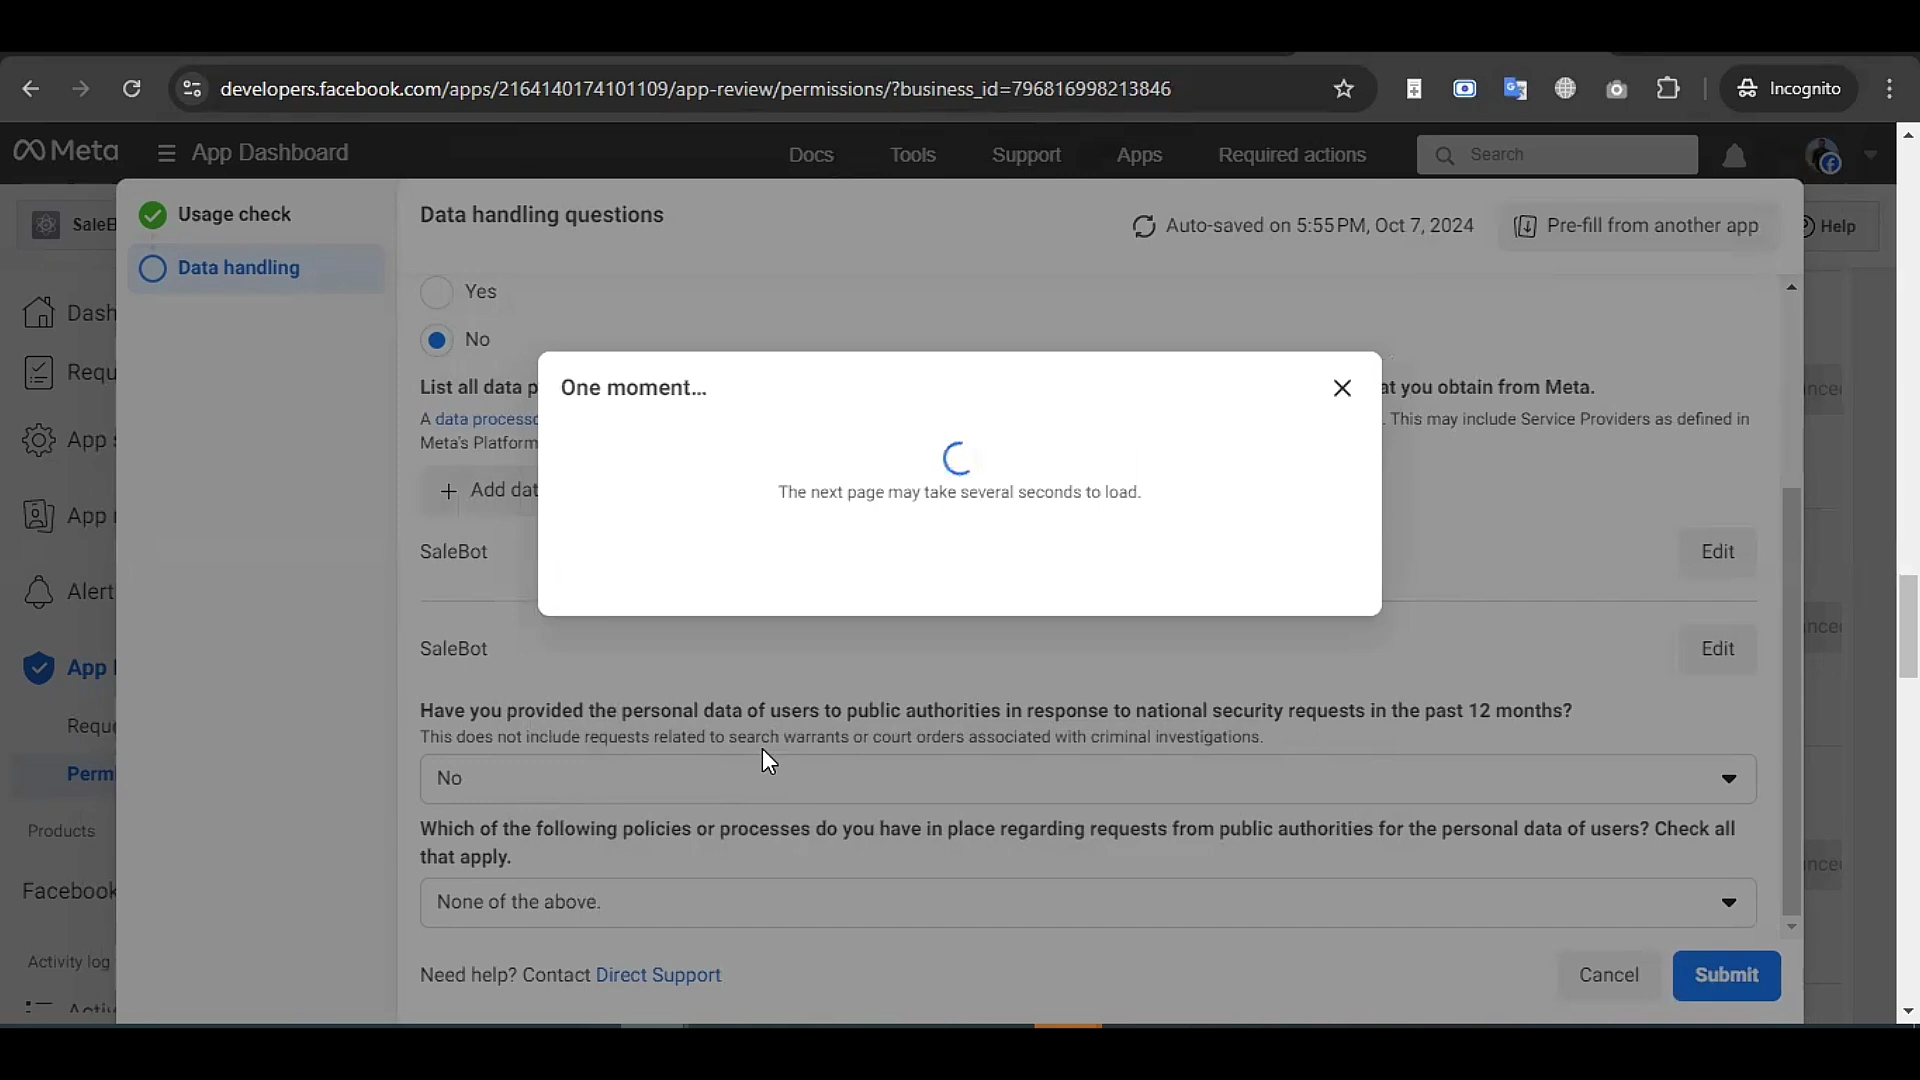 developers.facebook.com/apps/2164140174101109/app-review/permissions/?business_id=796816998213846
Incognito
Meta
App Dashboard
Docs
Tools
Support
Apps
Required actions
Search
SaleB
Usage check
Data handling
Data handling questions
Auto-saved on 5:55 PM, Oct 7, 2024
Pre-fill from another app
Help
Dash
Requ
App s
App r
Alert
App
Reque
Permi
Products
Facebook
Activity log
Activ
Yes
No
List all data p
at you obtain from Meta.
A data processo
. This may include Service Providers as defined in
Meta's Platform
Add dat
One moment...
The next page may take several seconds to load.
SaleBot
Edit
SaleBot
Edit
Have you provided the personal data of users to public authorities in response to national security requests in the past 12 months?
This does not include requests related to search warrants or court orders associated with criminal investigations.
No
Which of the following policies or processes do you have in place regarding requests from public authorities for the personal data of users? Check all
that apply.
None of the above.
Need help? Contact Direct Support
Cancel
Submit